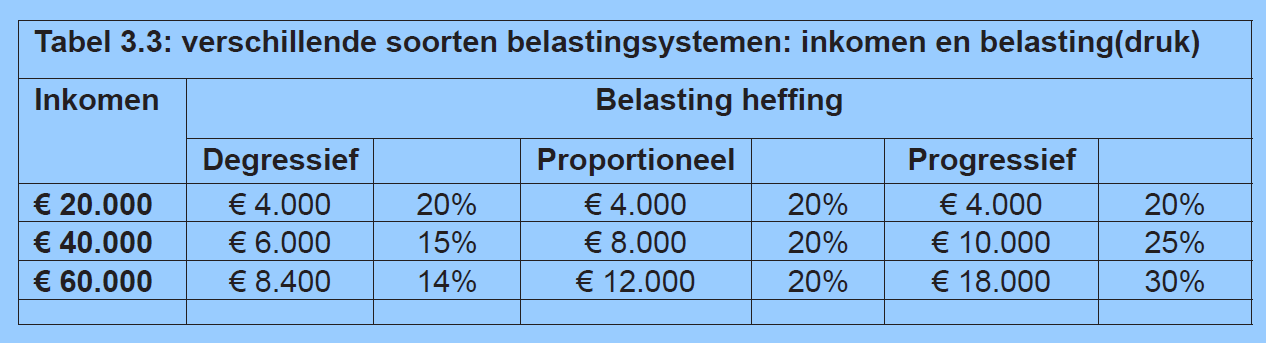 Tabel 3.3: verschillende soorten belastingsystemen: inkomen en belasting(druk)
Inkomen Belasting heffing
Degressief Proportioneel Progressief
€ 20.000 € 4.000 20% € 4.000 20% € 4.000 20%
€ 40.000 € 6.000 15% € 8.000 20% € 10.000 25%
€ 60.000 € 8.400 14% € 12.000 20% € 18.000 30%